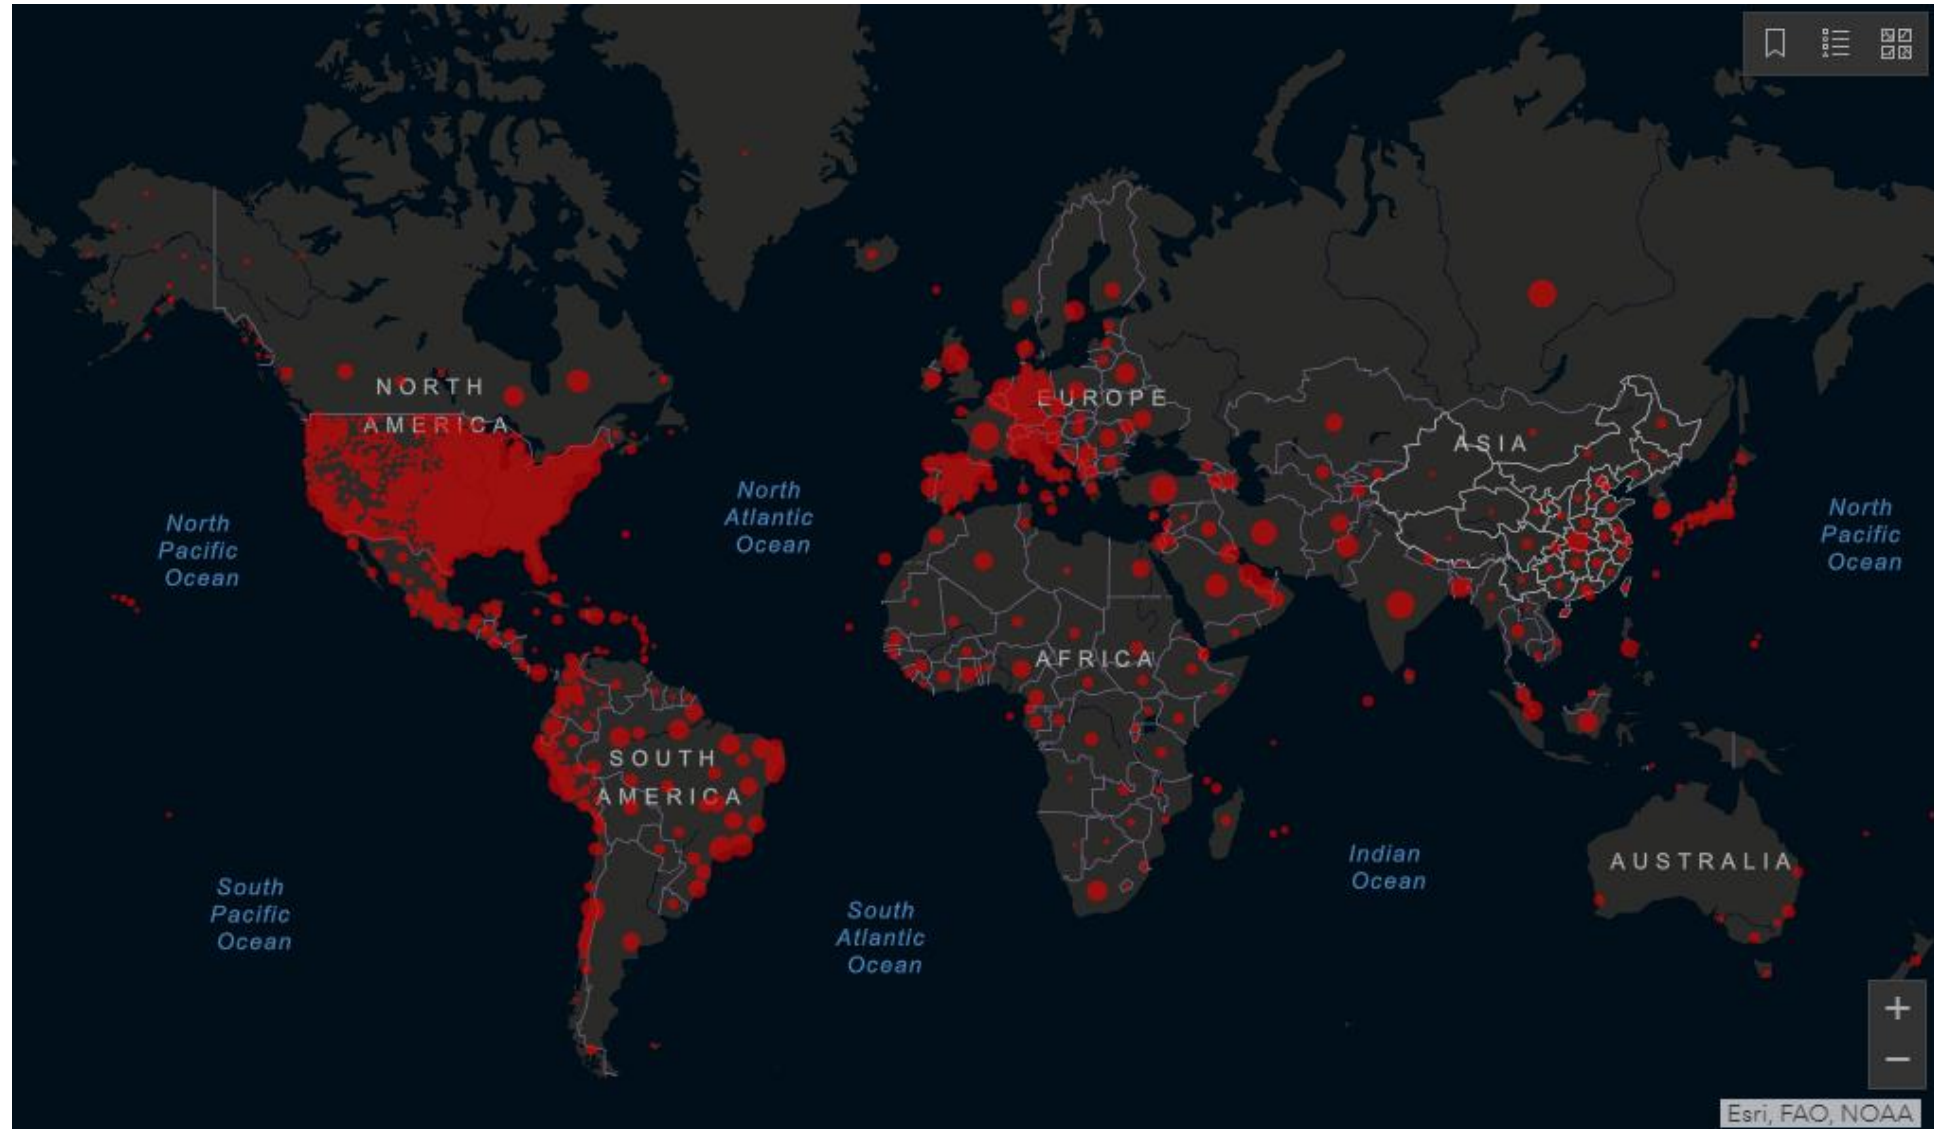 NORTH
AMERICA
EUROPE
ASIA
North
Pacific
Ocean
North
Atlantic
Ocean
North
Pacific
Ocean
AFRICA
SOUTH
AMERICA
South
Pacific
Ocean
South
Atlantic
Ocean
Indian
Ocean
AUSTRALIA
+
−
Esri, FAO, NOAA